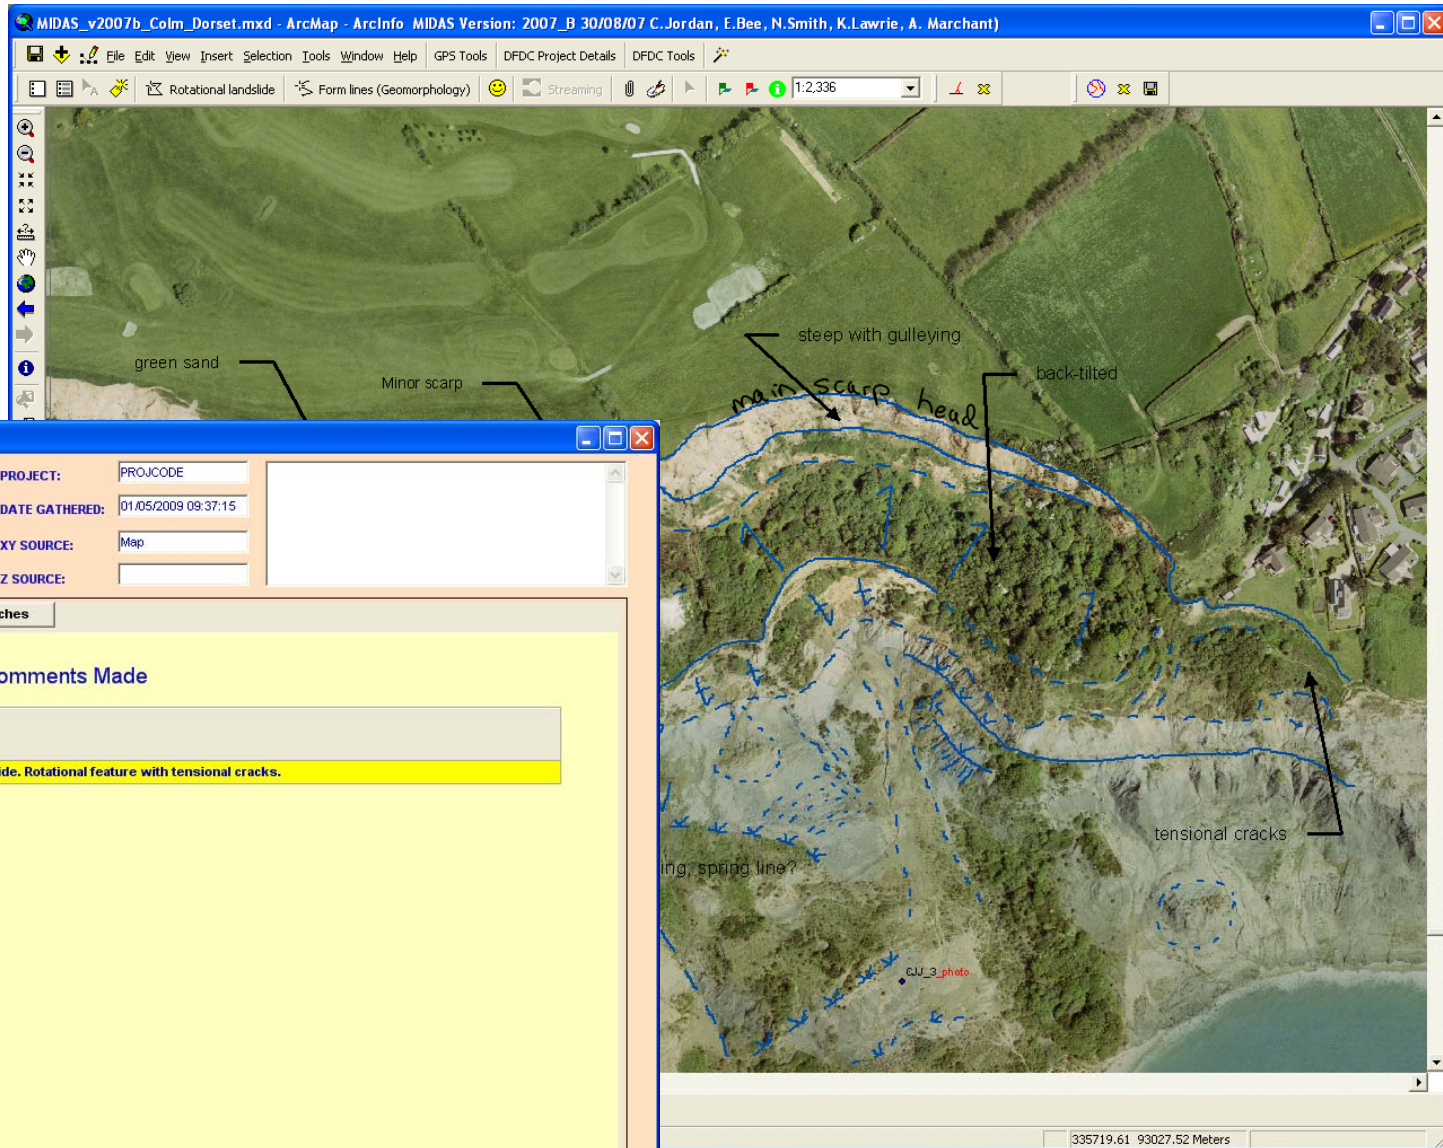 MIDAS_v2007b_Colm_Dorset.mxd - ArcMap - ArcInfo MIDAS Version: 2007_B 30/08/07 C.Jordan, E.Bee, N.Smith, K.Lawrie, A. Marchant)
File Edit View Insert Selection Tools Window Help GPS Tools DFDC Project Details DFDC Tools
Rotational landslide Form lines (Geomorphology) Streaming 1:2,336
steep with gulleying
green sand
back-tilted
Minor scarp
main scarp head
PROJECT: PROJCODE
DATE GATHERED: 01/05/2009 09:37:15
XY SOURCE: Map
Z SOURCE:
ches
omments Made
ide. Rotational feature with tensional cracks.
tensional cracks
ing, spring line?
CJJ_3_photo
335719.61 93027.52 Meters